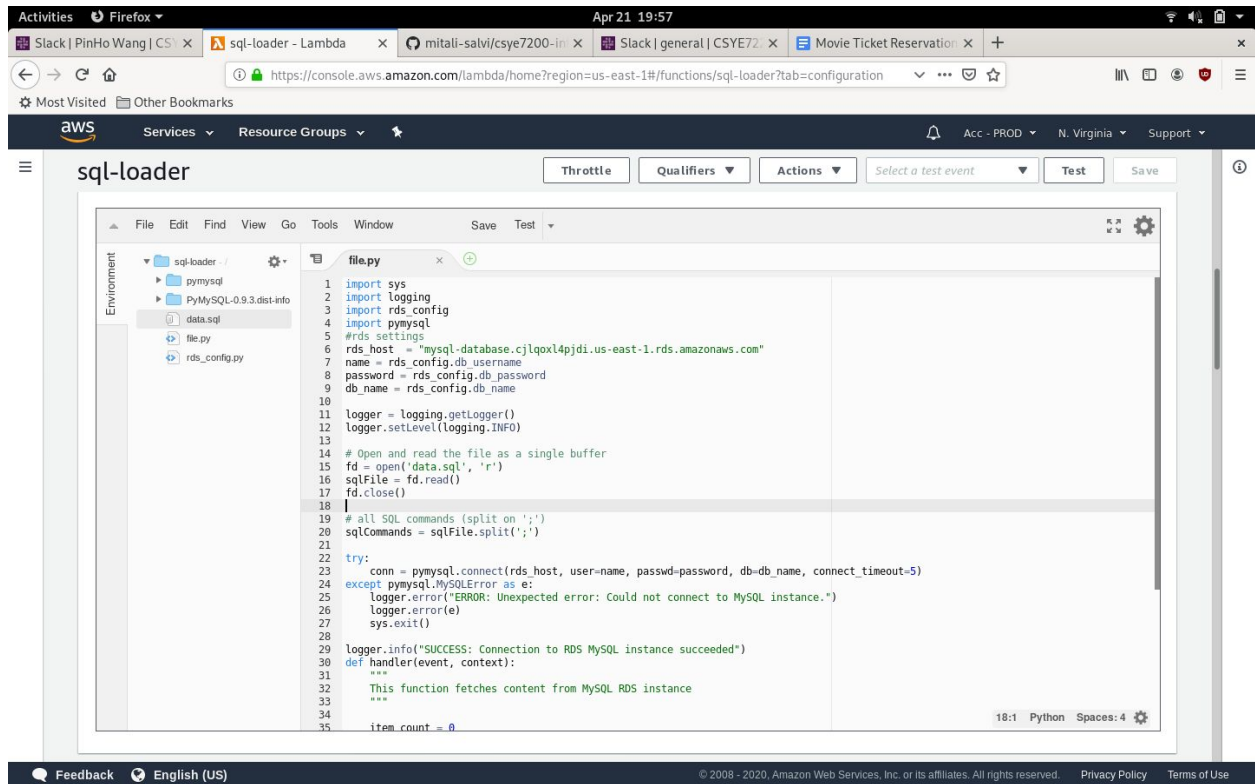 Activities Firefox Apr 21 19:57
Slack | PinHo Wang | CSY sql-loader - Lambda mitali-salvi/csye7200-in Slack | general | CSYE72 Movie Ticket Reservation
https://console.aws.amazon.com/lambda/home?region=us-east-1#/functions/sql-loader?tab=configuration
Most Visited Other Bookmarks
aws Services Resource Groups Acc - PROD N. Virginia Support
sql-loader Throttle Qualifiers Actions Select a test event Test Save
File Edit Find View Go Tools Window Save Test
Environment
sql-loader - /
pymysql
PyMySQL-0.9.3.dist-info
data.sql
file.py
rds_config.py
file.py
1 import sys
2 import logging
3 import rds_config
4 import pymysql
5 #rds settings
6 rds_host  = "mysql-database.cjlqoxl4pjdi.us-east-1.rds.amazonaws.com"
7 name = rds_config.db_username
8 password = rds_config.db_password
9 db_name = rds_config.db_name
10
11 logger = logging.getLogger()
12 logger.setLevel(logging.INFO)
13
14 # Open and read the file as a single buffer
15 fd = open('data.sql', 'r')
16 sqlFile = fd.read()
17 fd.close()
18
19 # all SQL commands (split on ';')
20 sqlCommands = sqlFile.split(';')
21
22 try:
23     conn = pymysql.connect(rds_host, user=name, passwd=password, db=db_name, connect_timeout=5)
24 except pymysql.MySQLError as e:
25     logger.error("ERROR: Unexpected error: Could not connect to MySQL instance.")
26     logger.error(e)
27     sys.exit()
28
29 logger.info("SUCCESS: Connection to RDS MySQL instance succeeded")
30 def handler(event, context):
31     """
32     This function fetches content from MySQL RDS instance
33     """
34
35     item_count = 0
18:1 Python Spaces: 4
Feedback English (US) © 2008 - 2020, Amazon Web Services, Inc. or its affiliates. All rights reserved. Privacy Policy Terms of Use